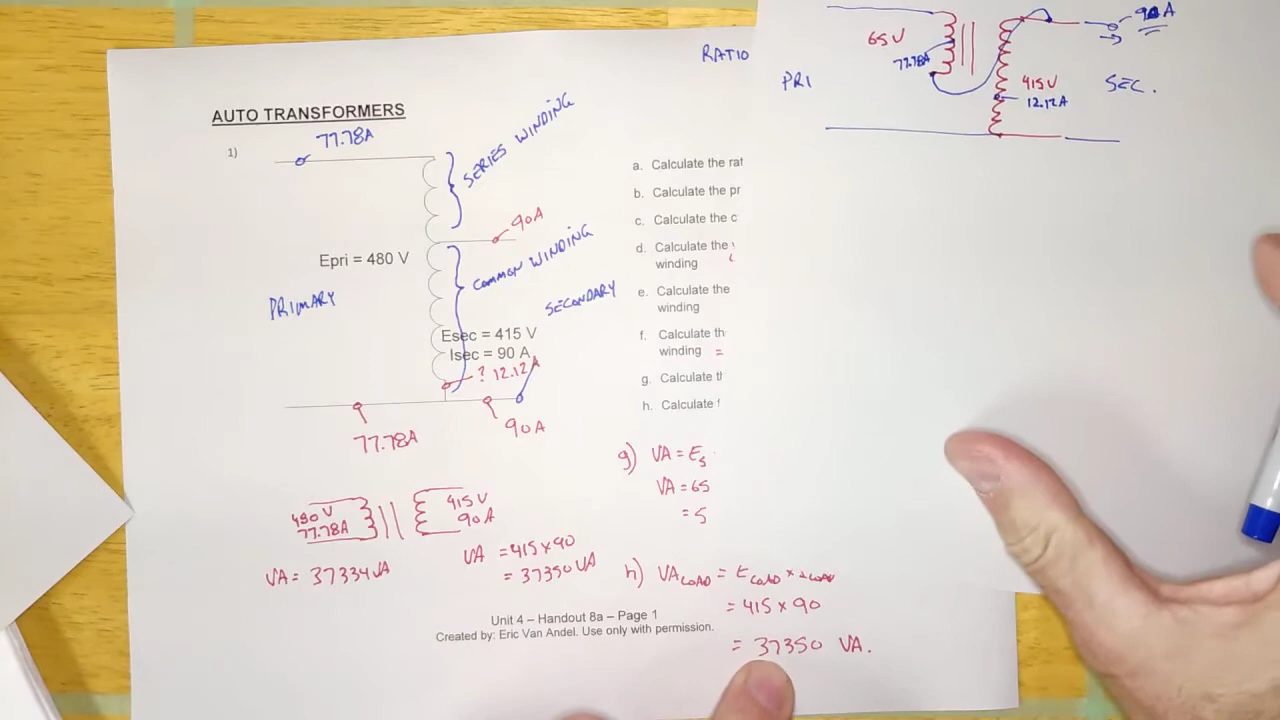 RATIO
AUTO TRANSFORMERS
1)
77.78A
SERIES WINDING
90A
COMMON WINDING
Epri = 480 V
PRIMARY
SECONDARY
Esec = 415 V
Isec = 90 A
? 12.12A
77.78A
90A
a. Calculate the rat
b. Calculate the pr
c. Calculate the c
d. Calculate the
winding
e. Calculate the
winding
f. Calculate th
winding =
g. Calculate t
h. Calculate
g) VA = Es
VA = 65
= 5
480 V
77.78A
415 V
90A
VA = 37334VA
VA = 415 x 90
= 37350 VA
h) VALOAD = ELOAD x ILOAD
= 415 x 90
= 37350 VA.
Unit 4 – Handout 8a – Page 1
Created by: Eric Van Andel. Use only with permission.
65V
77.78A
PRI
415V
12.12A
SEC.
90A